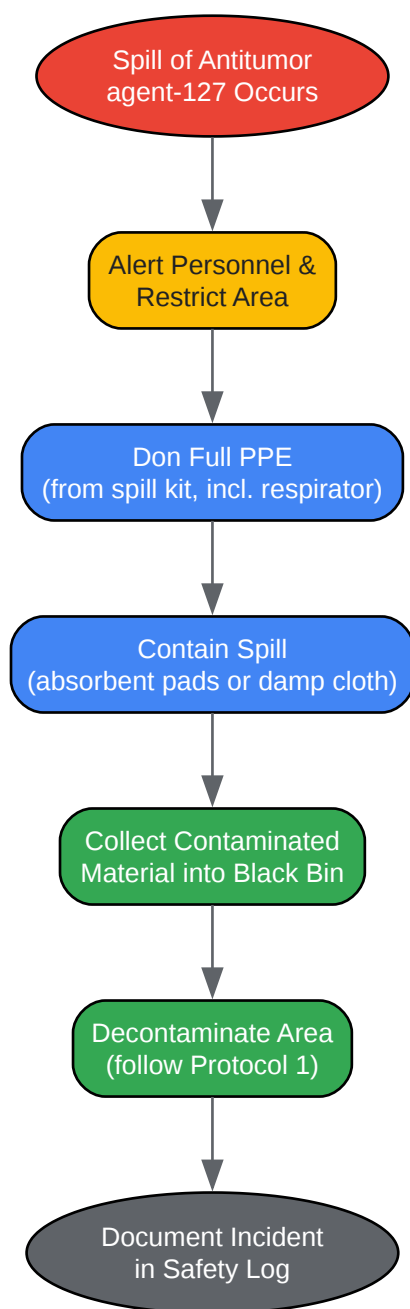 Spill of Antitumor
agent-127 Occurs
Alert Personnel &
Restrict Area
Don Full PPE
(from spill kit, incl. respirator)
Contain Spill
(absorbent pads or damp cloth)
Collect Contaminated
Material into Black Bin
Decontaminate Area
(follow Protocol 1)
Document Incident
in Safety Log